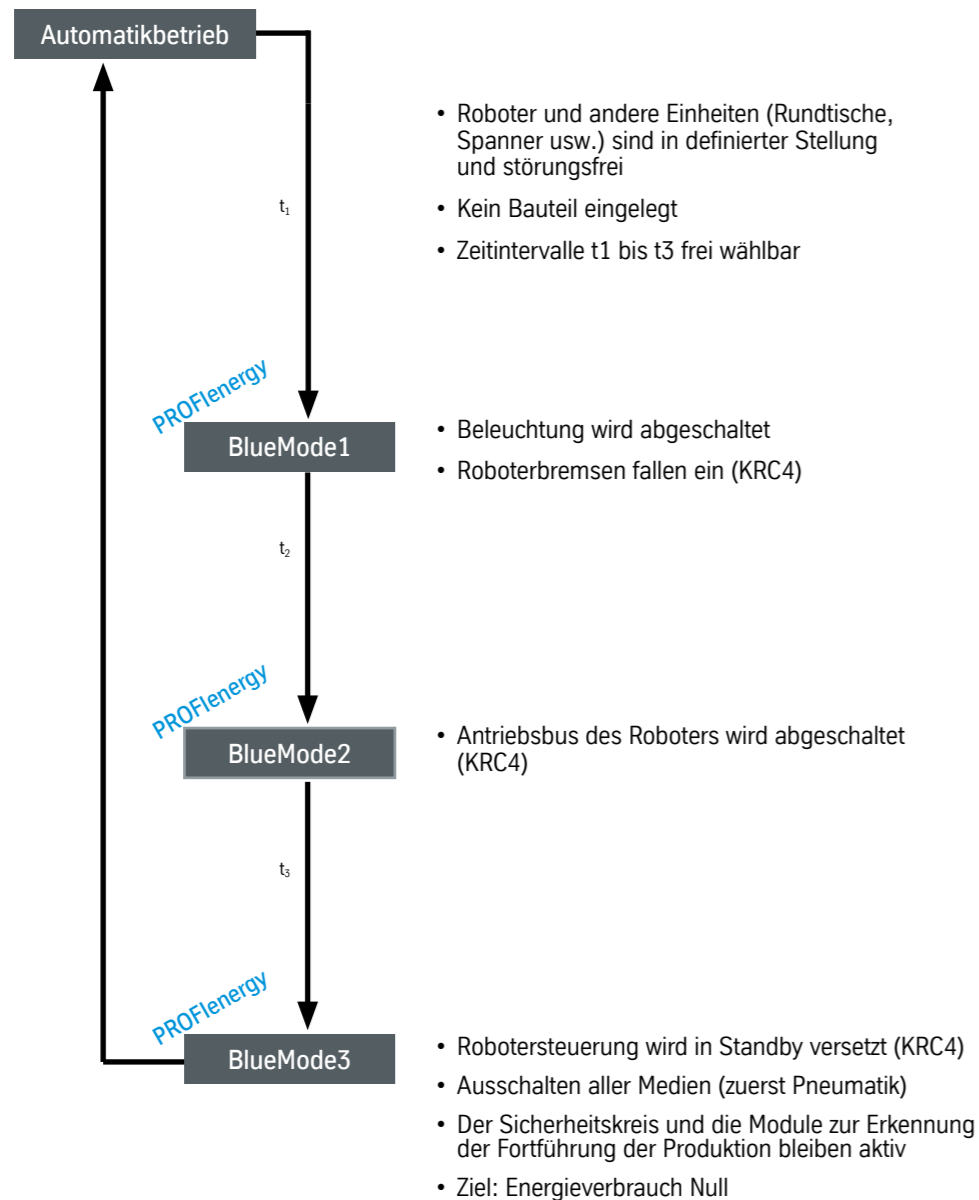 Automatikbetrieb
• Roboter und andere Einheiten (Rundtische,
Spanner usw.) sind in definierter Stellung
und störungsfrei
t₁
• Kein Bauteil eingelegt
• Zeitintervalle t1 bis t3 frei wählbar
PROFIenergy
BlueMode1
• Beleuchtung wird abgeschaltet
• Roboterbremsen fallen ein (KRC4)
t₂
PROFIenergy
BlueMode2
• Antriebsbus des Roboters wird abgeschaltet
(KRC4)
t₃
PROFIenergy
BlueMode3
• Robotersteuerung wird in Standby versetzt (KRC4)
• Ausschalten aller Medien (zuerst Pneumatik)
• Der Sicherheitskreis und die Module zur Erkennung
der Fortführung der Produktion bleiben aktiv
• Ziel: Energieverbrauch Null